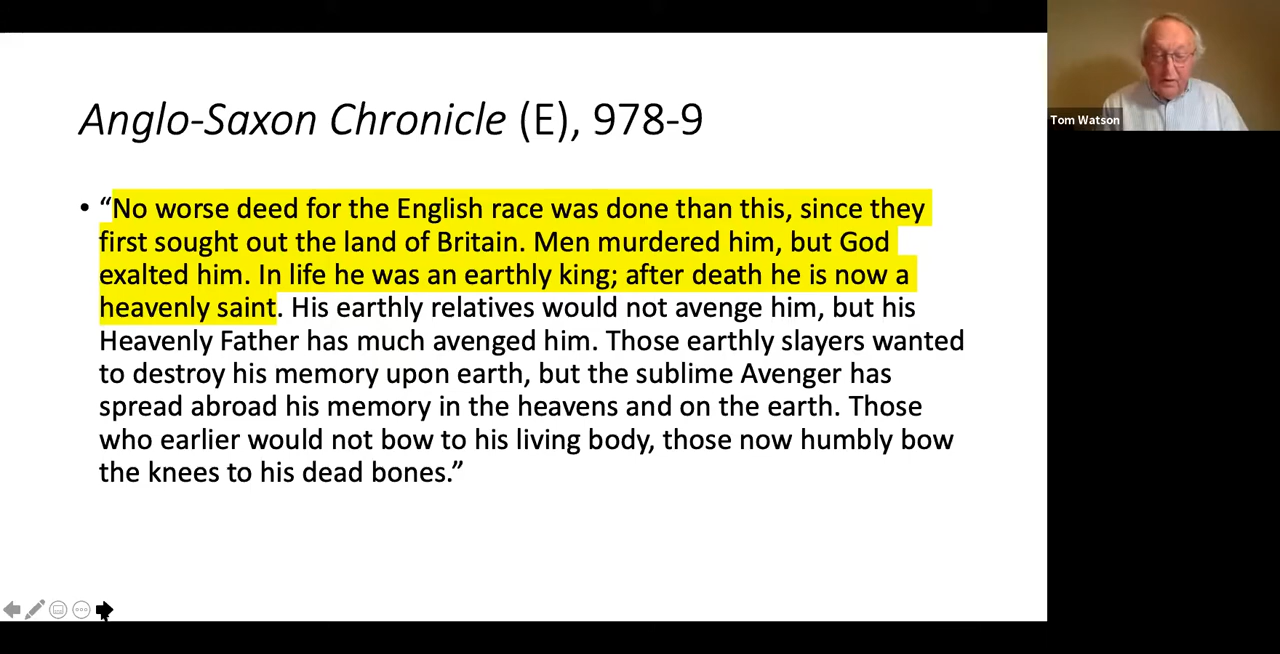 Anglo-Saxon Chronicle (E), 978-9
• “No worse deed for the English race was done than this, since they
first sought out the land of Britain. Men murdered him, but God
exalted him. In life he was an earthly king; after death he is now a
heavenly saint. His earthly relatives would not avenge him, but his
Heavenly Father has much avenged him. Those earthly slayers wanted
to destroy his memory upon earth, but the sublime Avenger has
spread abroad his memory in the heavens and on the earth. Those
who earlier would not bow to his living body, those now humbly bow
the knees to his dead bones.”
Tom Watson